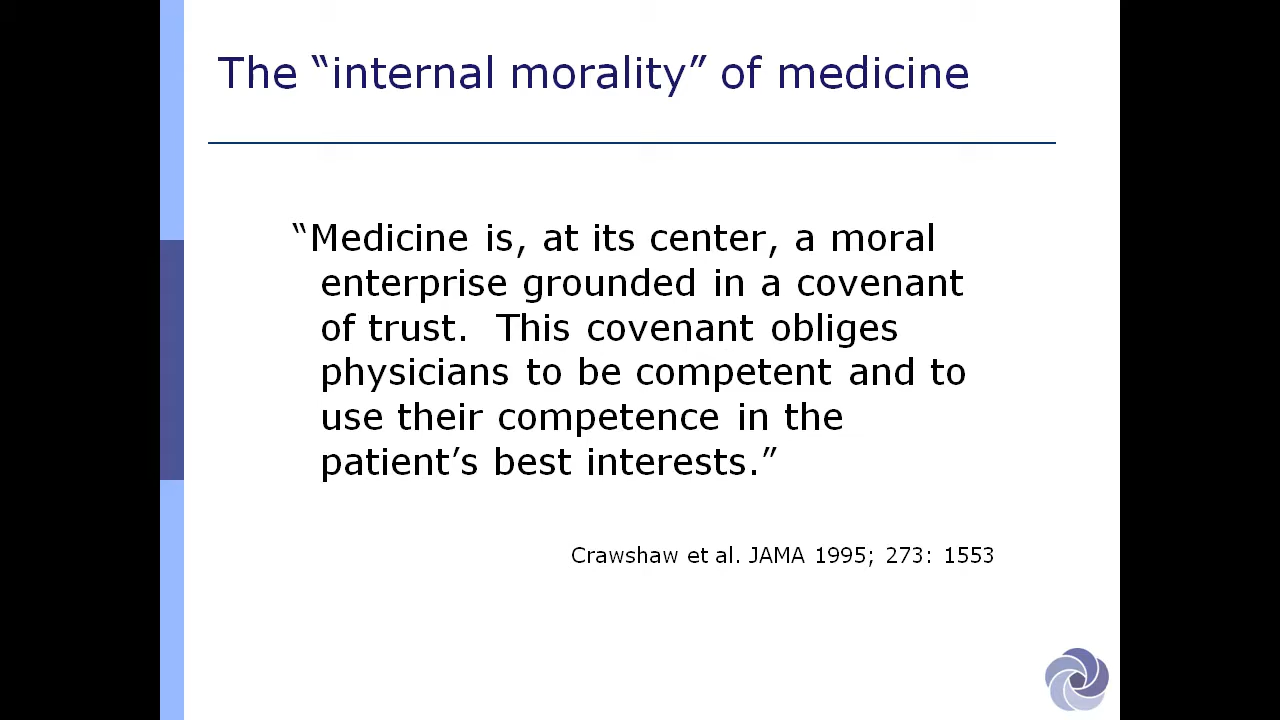 The “internal morality” of medicine
“Medicine is, at its center, a moral
enterprise grounded in a covenant
of trust.  This covenant obliges
physicians to be competent and to
use their competence in the
patient’s best interests.”
Crawshaw et al. JAMA 1995; 273: 1553